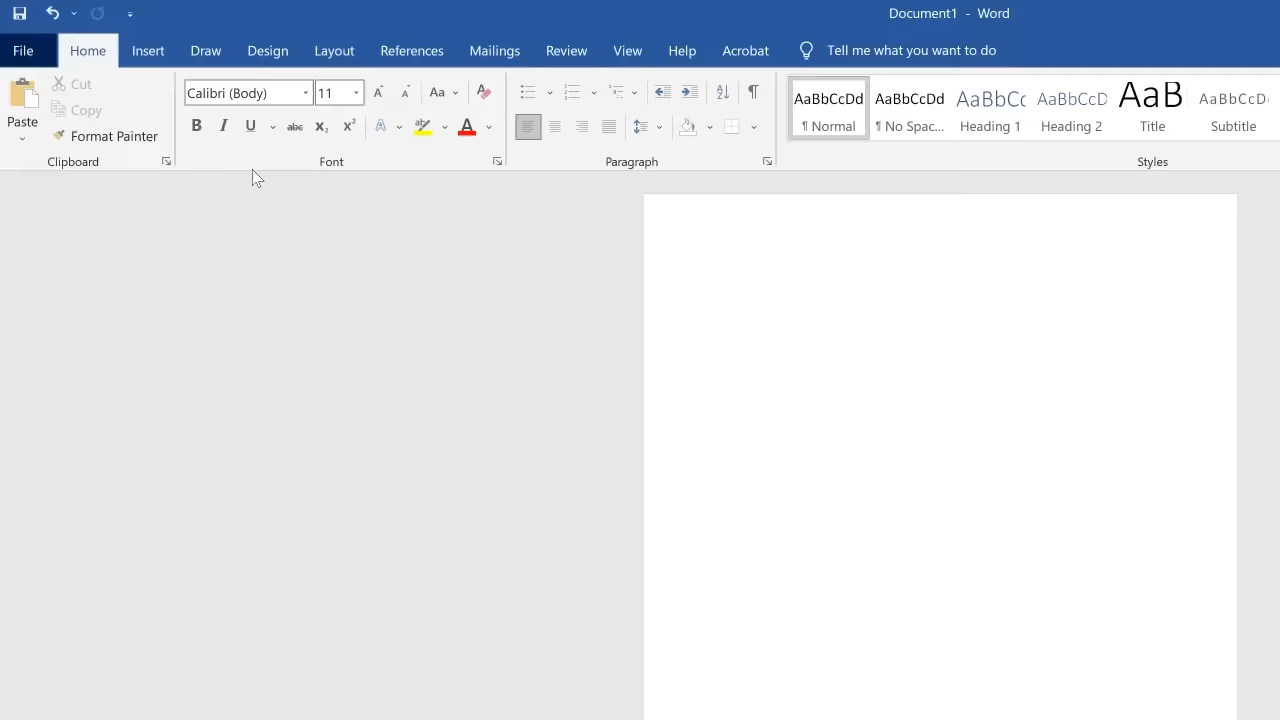 Document1 - Word
File Home Insert Draw Design Layout References Mailings Review View Help Acrobat Tell me what you want to do
Paste
Cut
Copy
Format Painter
Clipboard
Calibri (Body) 11 A A Aa A
B I U abc X₂ X² A A
Font
Paragraph
AaBbCcDd AaBbCcDd AaBbCc AaBbCcD AaB AaBbCcD
¶ Normal ¶ No Spac... Heading 1 Heading 2 Title Subtitle
Styles